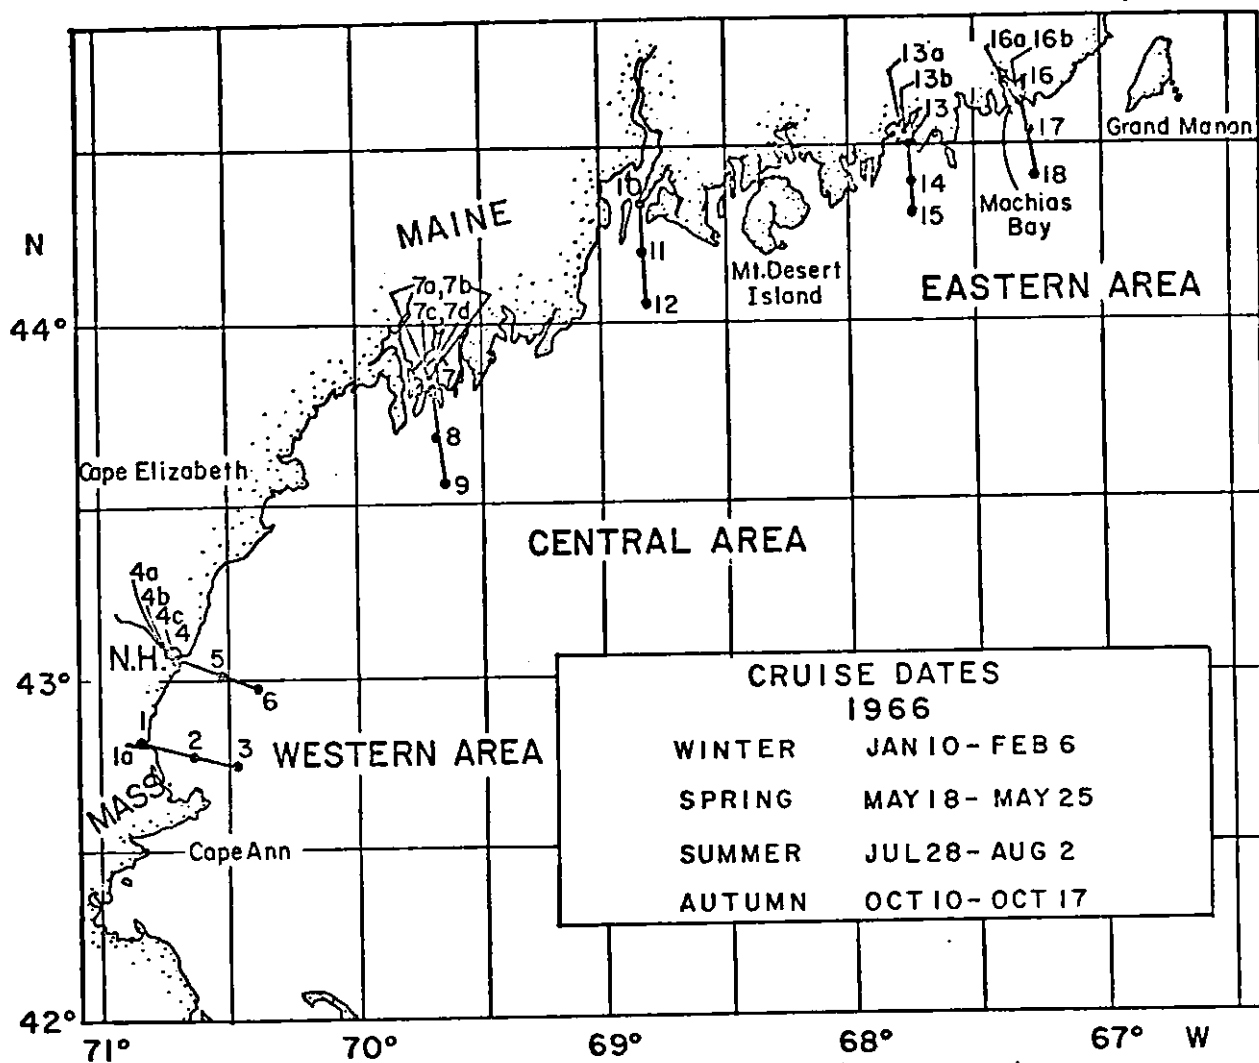 16a 16b
13a
13b
16
13
17
Grand Manan
14
18
15
Machias
Bay
10
MAINE
N
11
Mt. Desert
Island
EASTERN AREA
7a,7b
12
7c,7d
44°
7
8
Cape Elizabeth
9
CENTRAL AREA
4a
4b
4c
4
N.H.
5
43°
6
CRUISE DATES
1966
1
1a
2
3
WESTERN AREA
WINTER JAN 10 - FEB 6
MASS
SPRING MAY 18 - MAY 25
Cape Ann
SUMMER JUL 28 - AUG 2
AUTUMN OCT 10 - OCT 17
42°
71° 70° 69° 68° 67° W